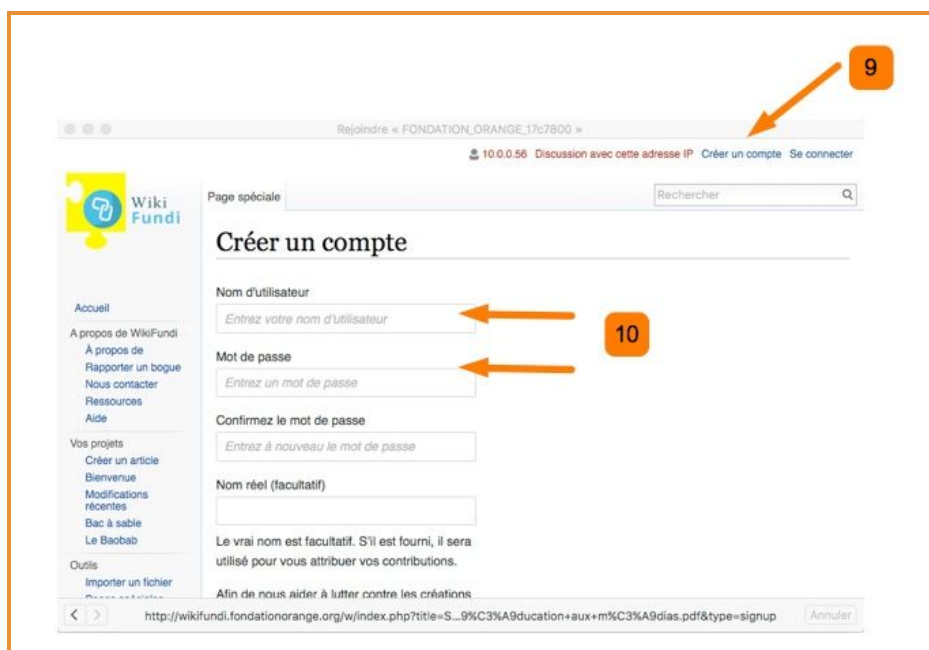 9
Rejoindre « FONDATION_ORANGE_17c7800 »
10.0.0.56 Discussion avec cette adresse IP Créer un compte Se connecter
Wiki
Fundi
Page spéciale
Rechercher
Créer un compte
Nom d'utilisateur
Entrez votre nom d'utilisateur
10
Mot de passe
Entrez un mot de passe
Confirmez le mot de passe
Entrez à nouveau le mot de passe
Nom réel (facultatif)
Le vrai nom est facultatif. S'il est fourni, il sera
utilisé pour vous attribuer vos contributions.
Afin de nous aider à lutter contre les créations
Accueil
A propos de WikiFundi
À propos de
Rapporter un bogue
Nous contacter
Ressources
Aide
Vos projets
Créer un article
Bienvenue
Modifications
récentes
Bac à sable
Le Baobab
Outils
Importer un fichier
http://wikifundi.fondationorange.org/w/index.php?title=S...9%C3%A9ducation+aux+m%C3%A9dias.pdf&type=signup
Annuler